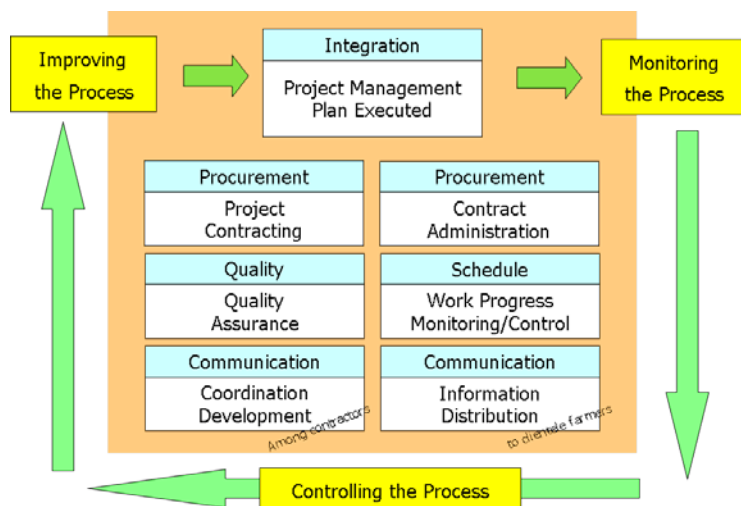 Improving
the Process
Integration
Project Management
Plan Executed
Monitoring
the Process
Procurement
Project
Contracting
Procurement
Contract
Administration
Quality
Quality
Assurance
Schedule
Work Progress
Monitoring/Control
Communication
Coordination
Development
Among contractors
Communication
Information
Distribution
to clientele farmers
Controlling the Process